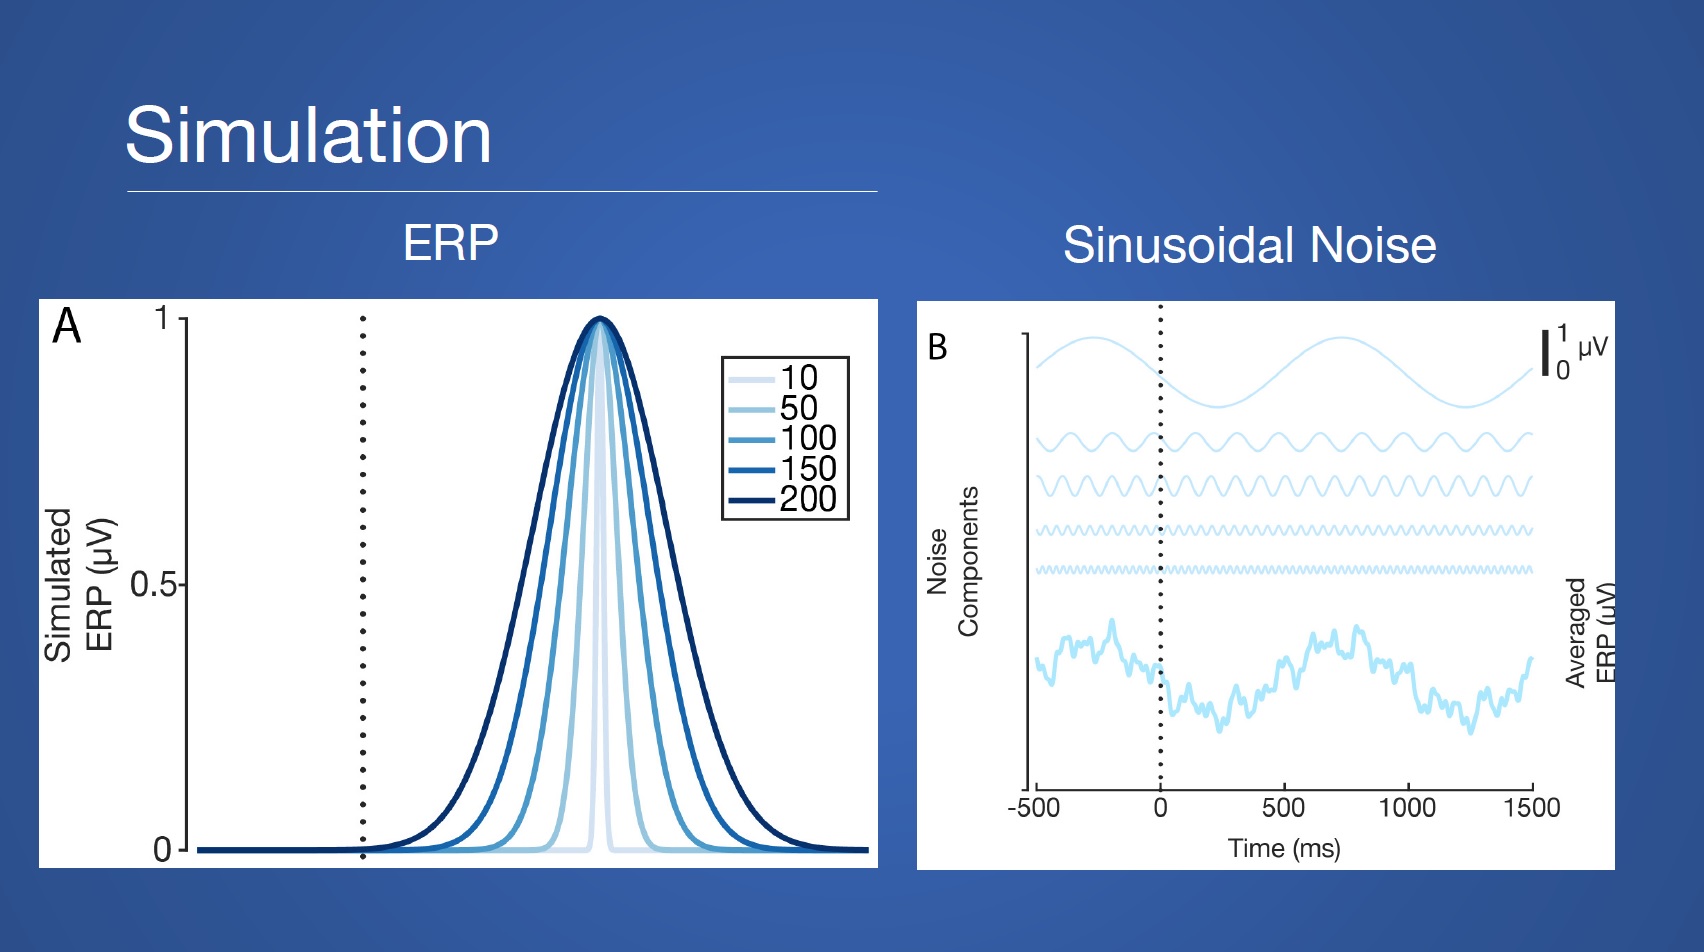 Simulation
ERP
Sinusoidal Noise
A
1
0.5
0
Simulated
ERP (µV)
10
50
100
150
200
B
1
0
µV
Noise
Components
Averaged
ERP (µV)
-500
0
500
1000
1500
Time (ms)